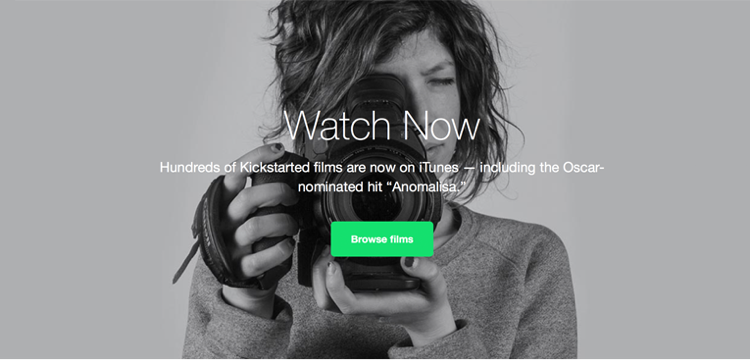 Watch Now
Hundreds of Kickstarted films are now on iTunes — including the Oscar-
nominated hit “Anomalisa.”
Browse films